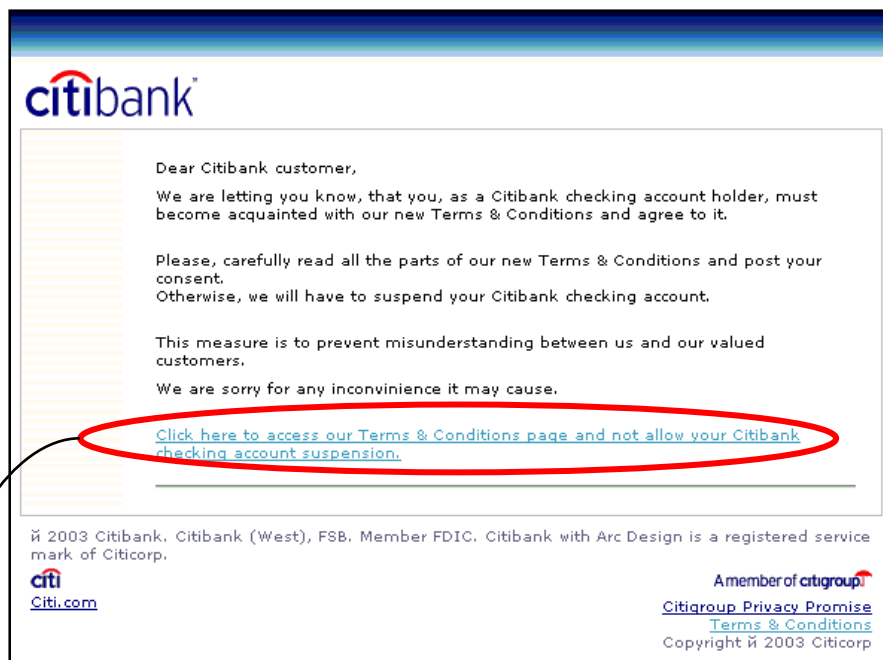 citibank
Dear Citibank customer,
We are letting you know, that you, as a Citibank checking account holder, must
become acquainted with our new Terms & Conditions and agree to it.
Please, carefully read all the parts of our new Terms & Conditions and post your
consent.
Otherwise, we will have to suspend your Citibank checking account.
This measure is to prevent misunderstanding between us and our valued
customers.
We are sorry for any inconvinience it may cause.
Click here to access our Terms & Conditions page and not allow your Citibank
checking account suspension.
й 2003 Citibank. Citibank (West), FSB. Member FDIC. Citibank with Arc Design is a registered service
mark of Citicorp.
citi
A member of citigroup
Citi.com
Citigroup Privacy Promise
Terms & Conditions
Copyright й 2003 Citicorp